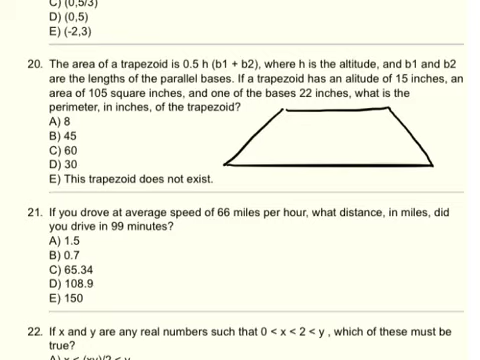 C) (0,5/3)
D) (0,5)
E) (-2,3)
20. The area of a trapezoid is 0.5 h (b1 + b2), where h is the altitude, and b1 and b2
are the lengths of the parallel bases. If a trapezoid has an alitude of 15 inches, an
area of 105 square inches, and one of the bases 22 inches, what is the
perimeter, in inches, of the trapezoid?
A) 8
B) 45
C) 60
D) 30
E) This trapezoid does not exist.
21. If you drove at average speed of 66 miles per hour, what distance, in miles, did
you drive in 99 minutes?
A) 1.5
B) 0.7
C) 65.34
D) 108.9
E) 150
22. If x and y are any real numbers such that 0 < x < 2 < y , which of these must be
true?
A) x < (xy)/2 < y